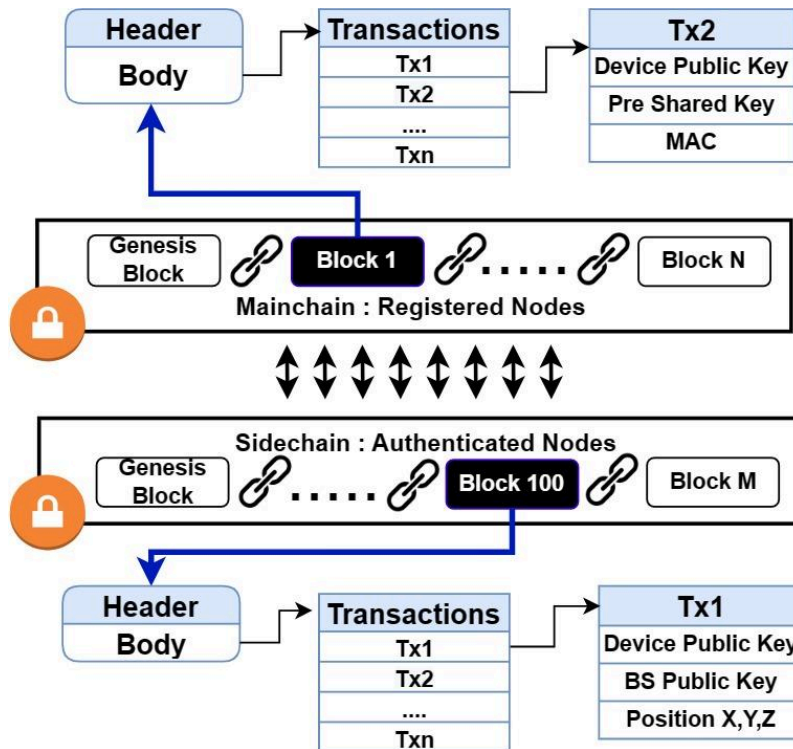 Header
Body
Transactions
Tx1
Tx2
....
Txn
Tx2
Device Public Key
Pre Shared Key
MAC
Genesis
Block
Block 1
.....
Block N
Mainchain : Registered Nodes
Sidechain : Authenticated Nodes
Genesis
Block
.....
Block 100
Block M
Header
Body
Transactions
Tx1
Tx2
....
Txn
Tx1
Device Public Key
BS Public Key
Position X,Y,Z